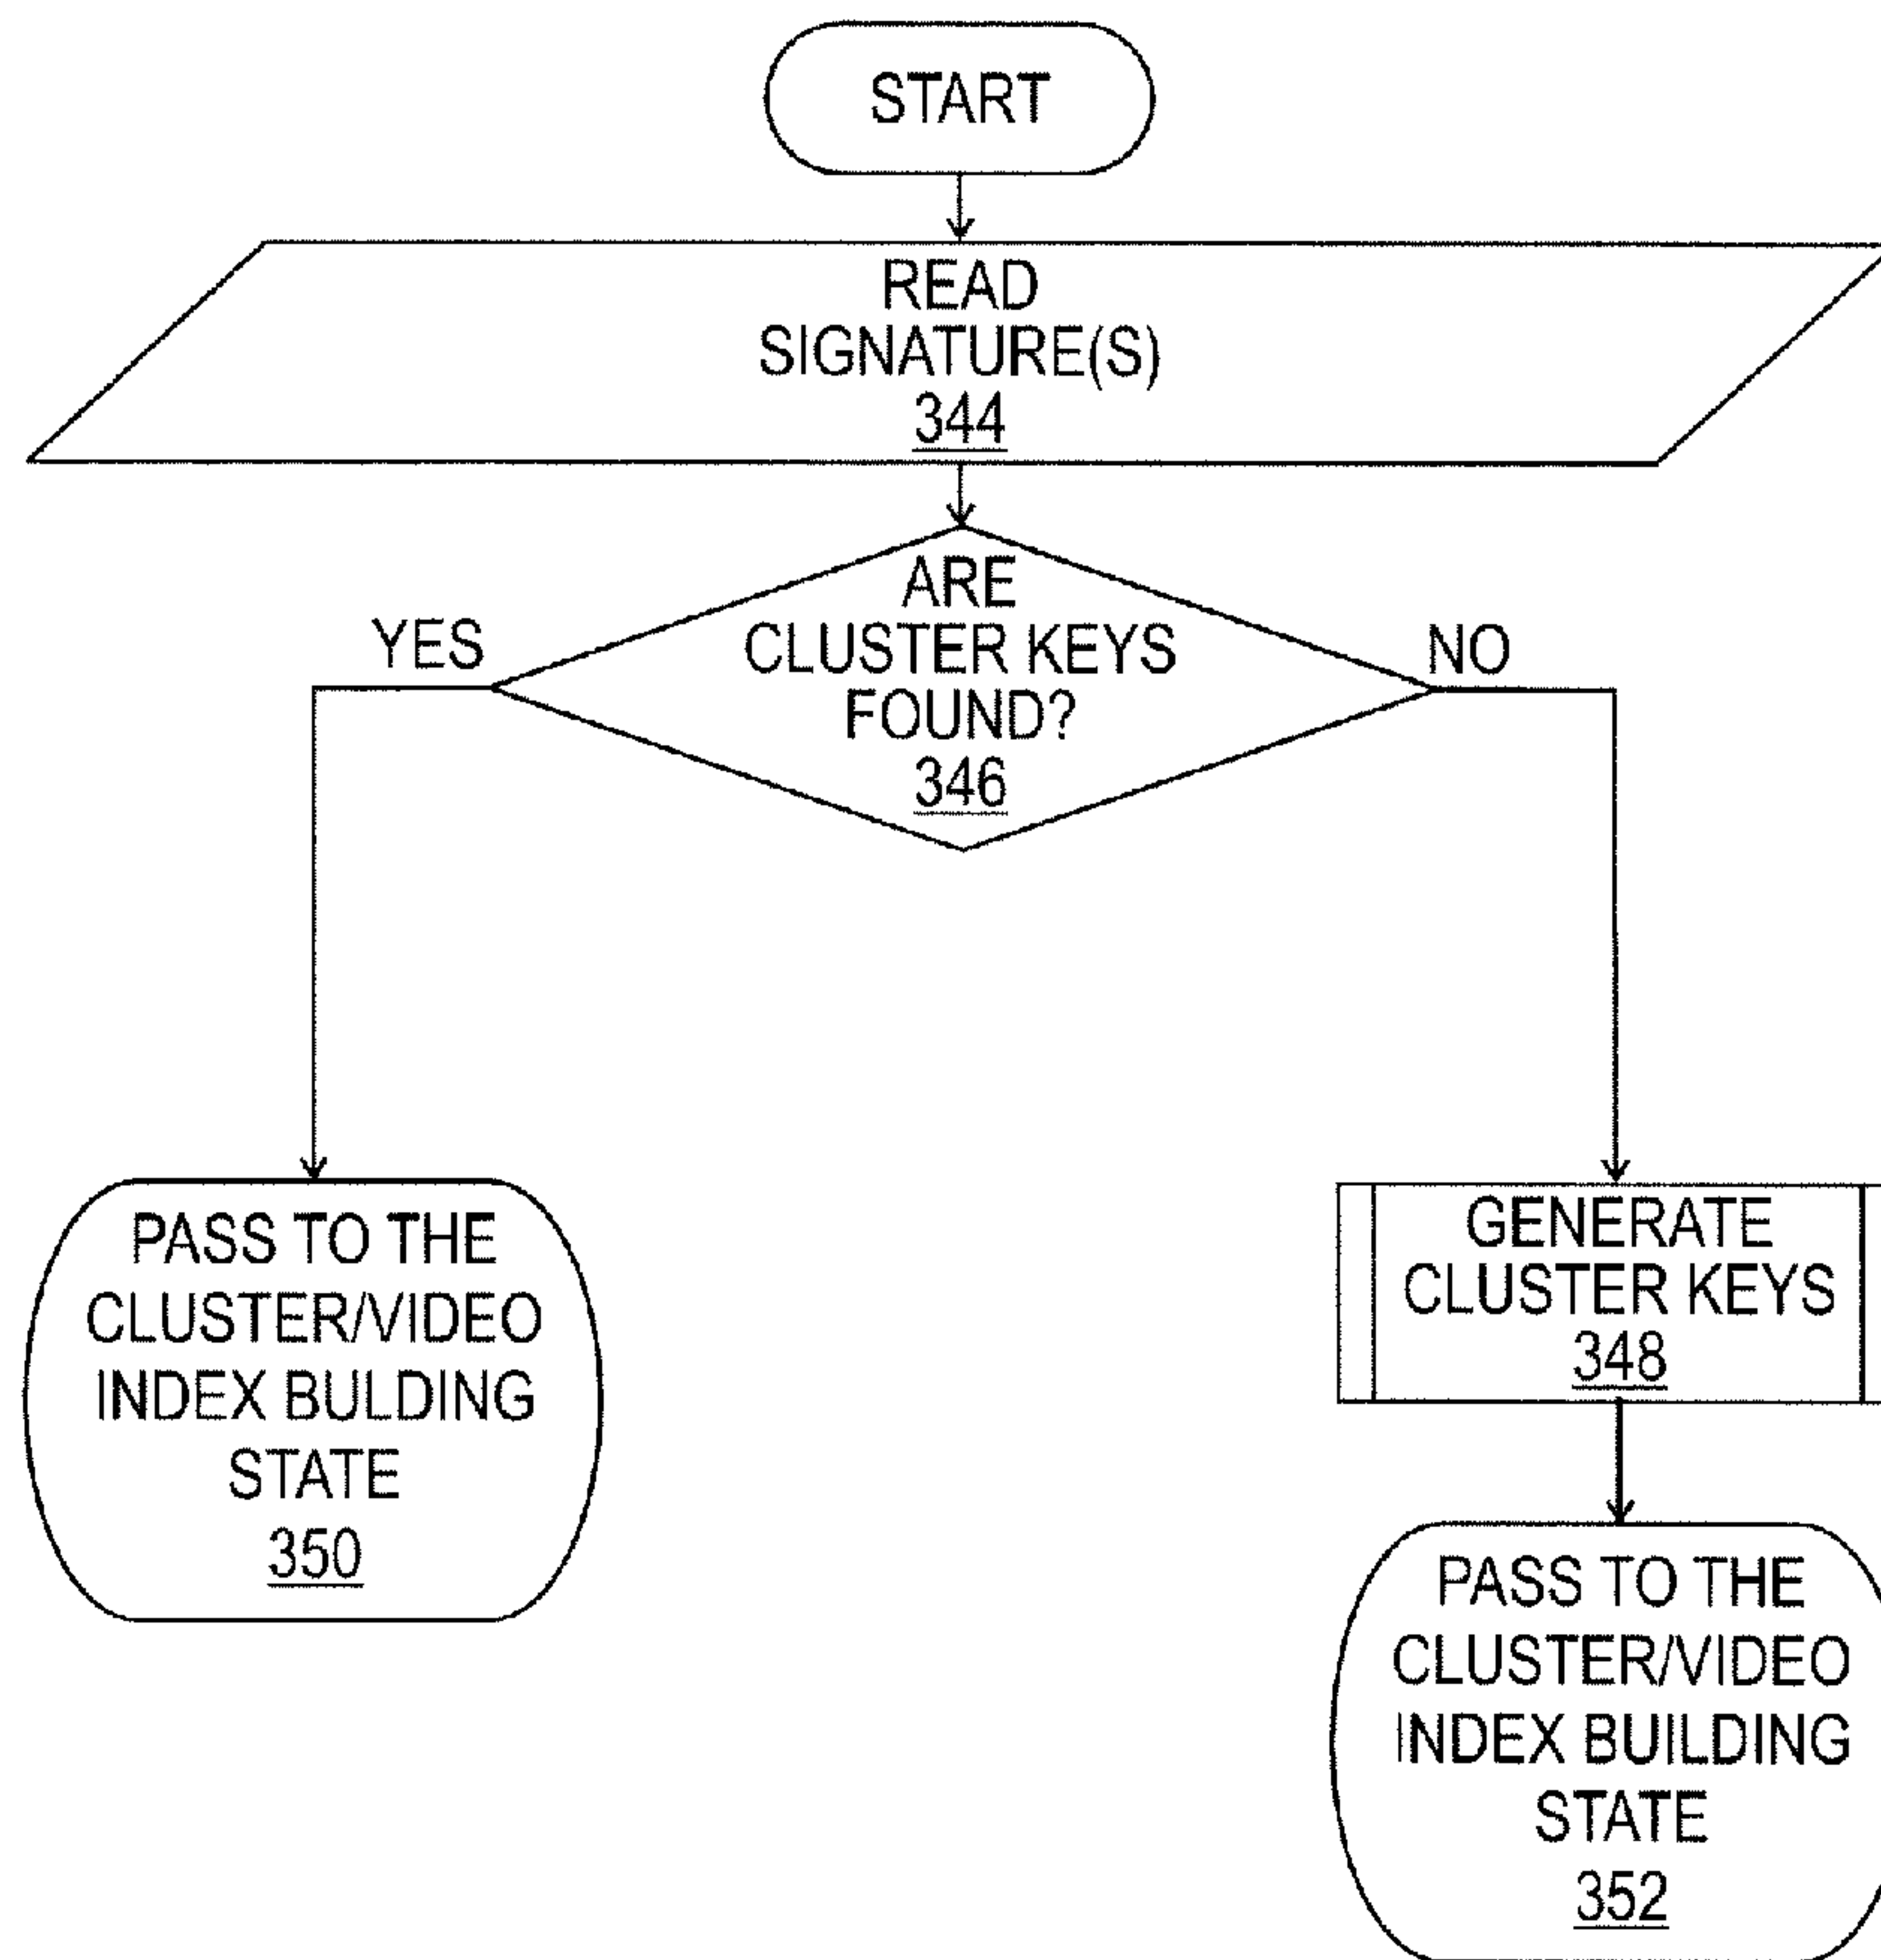 START
READ
SIGNATURE(S)
344
ARE
CLUSTER KEYS
FOUND?
346
YES
NO
PASS TO THE
CLUSTER/VIDEO
INDEX BULDING
STATE
350
GENERATE
CLUSTER KEYS
348
PASS TO THE
CLUSTER/VIDEO
INDEX BUILDING
STATE
352